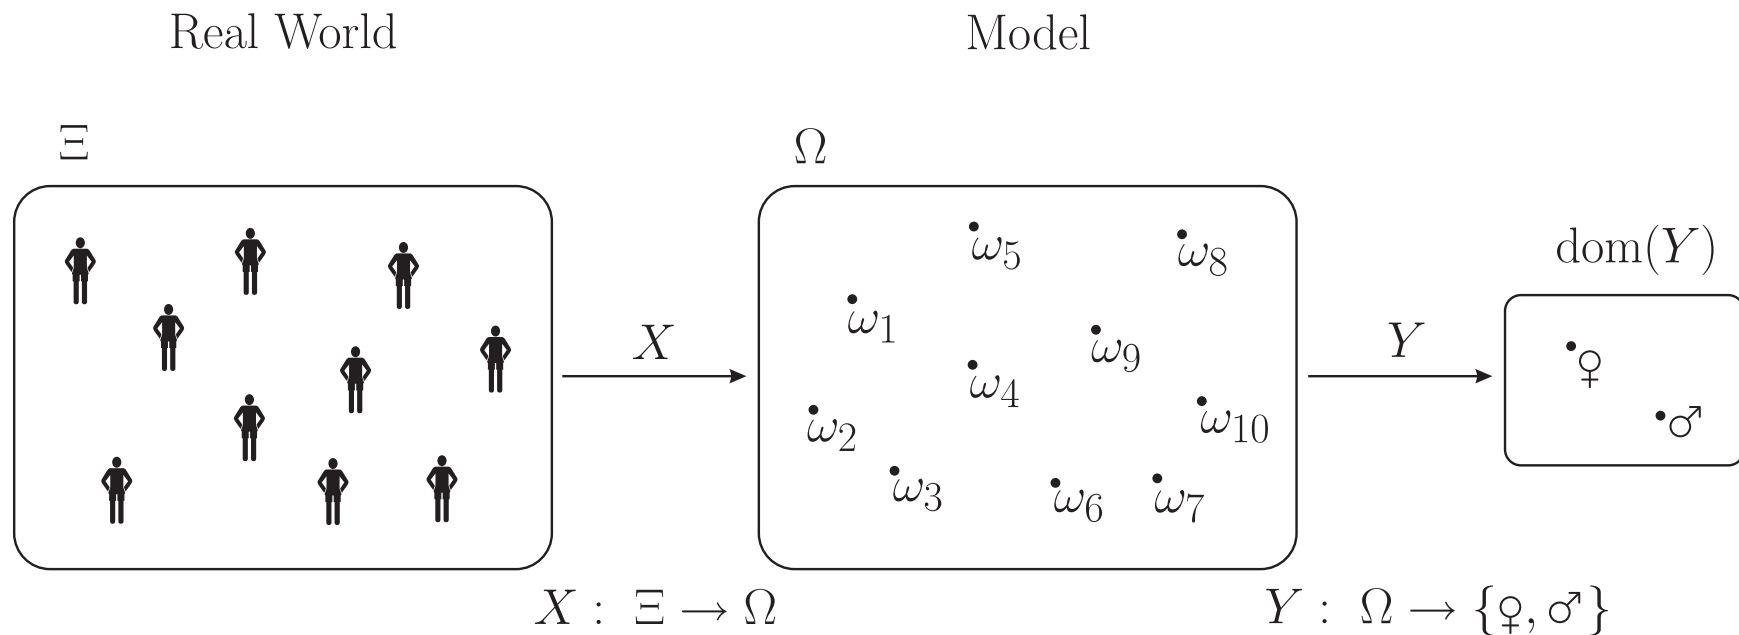 Real World
Model
Ξ
Ω
ω5
ω8
dom(Y)
ω1
X
ω9
Y
♀
ω4
ω2
ω10
♂
ω3
ω6
ω7
X : Ξ → Ω
Y : Ω → {♀, ♂}